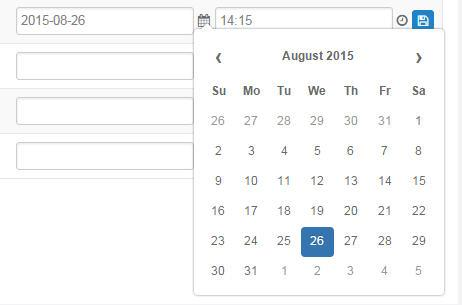 2015-08-26 14:15
‹ August 2015 ›
Su Mo Tu We Th Fr Sa
26 27 28 29 30 31 1
2 3 4 5 6 7 8
9 10 11 12 13 14 15
16 17 18 19 20 21 22
23 24 25 26 27 28 29
30 31 1 2 3 4 5